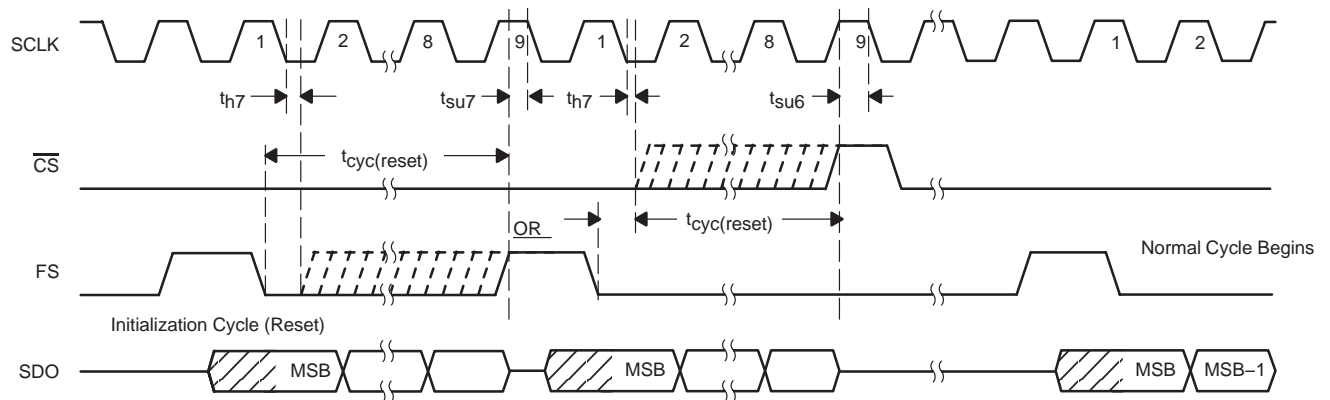 SCLK 1 2 8 9 1 2 8 9 1 2
th7 tsu7 th7 tsu6
CS tcyc(reset)
OR tcyc(reset)
Normal Cycle Begins
FS
Initialization Cycle (Reset)
SDO MSB MSB MSB MSB−1